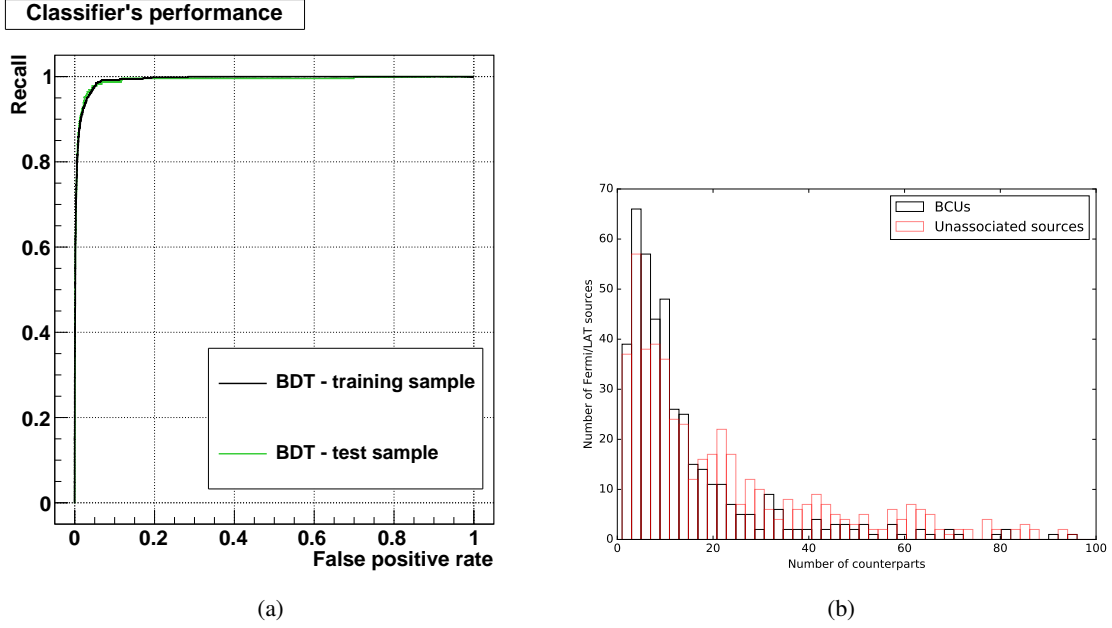 Classifier's performance
Recall
1
0.8
0.6
0.4
0.2
0
BDT - training sample
BDT - test sample
0 0.2 0.4 0.6 0.8 1
False positive rate
(a)
Number of Fermi/LAT sources
70
60
50
40
30
20
10
0
BCUs
Unassociated sources
0 20 40 60 80 100
Number of counterparts
(b)